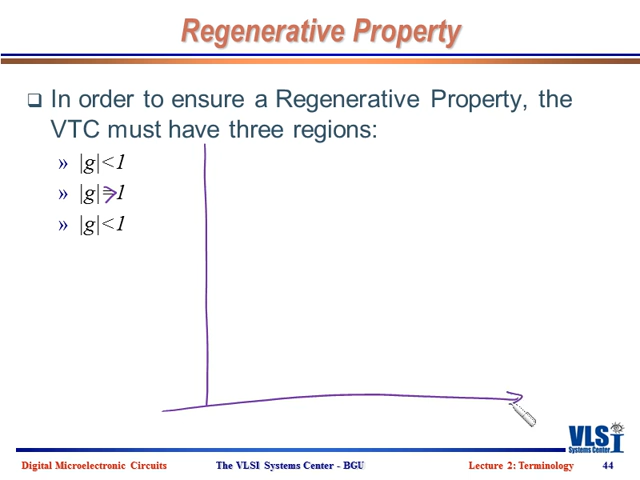 Regenerative Property
In order to ensure a Regenerative Property, the
VTC must have three regions:
» |g|<1
» |g|>1
» |g|<1
VLSI
Systems Center
Digital Microelectronic Circuits
The VLSI Systems Center - BGU
Lecture 2: Terminology
44